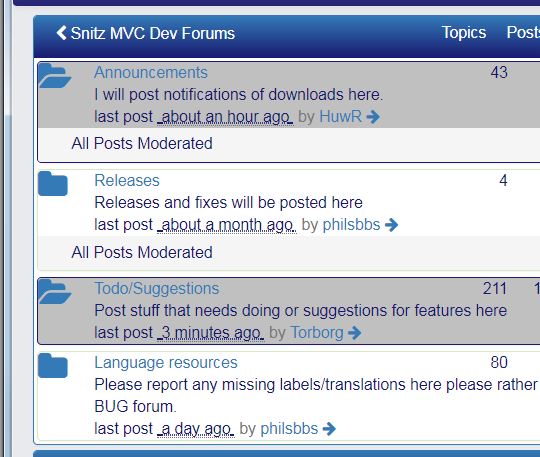 Snitz MVC Dev Forums Topics Posts
Announcements 43
I will post notifications of downloads here.
last post about an hour ago by HuwR
All Posts Moderated
Releases 4
Releases and fixes will be posted here
last post about a month ago by philsbbs
All Posts Moderated
Todo/Suggestions 211 1
Post stuff that needs doing or suggestions for features here
last post 3 minutes ago by Torborg
Language resources 80
Please report any missing labels/translations here please rather
BUG forum.
last post a day ago by philsbbs